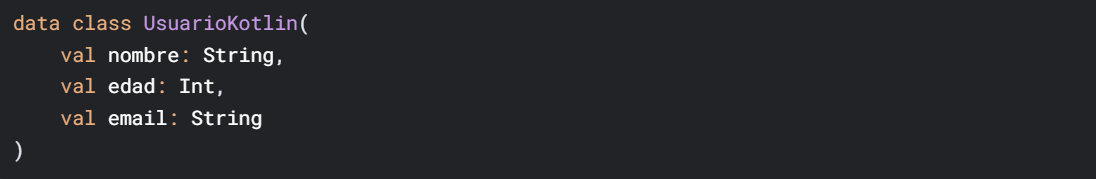 data class UsuarioKotlin(
    val nombre: String,
    val edad: Int,
    val email: String
)